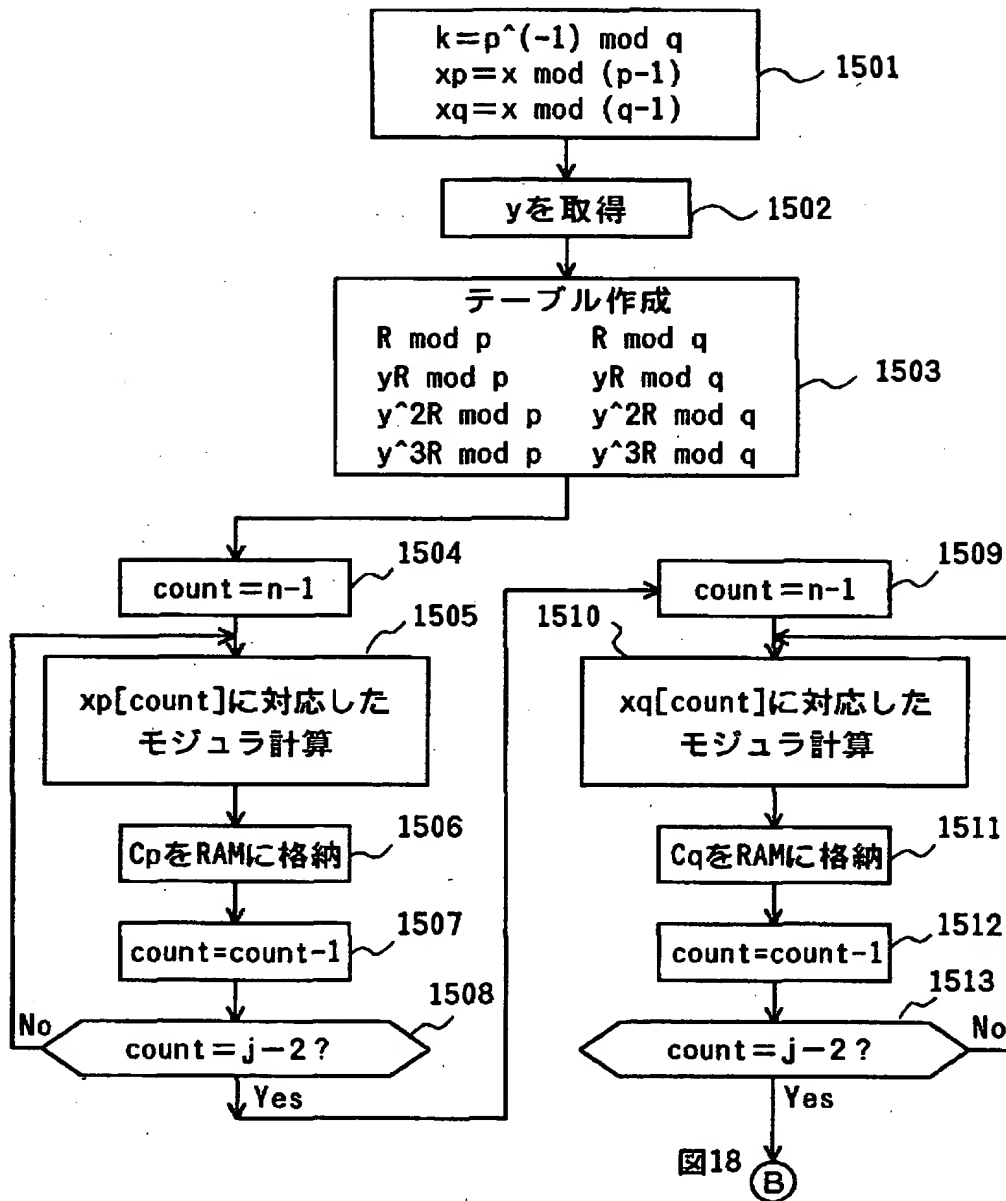 k=p^(-1) mod q
xp=x mod (p-1)
xq=x mod (q-1)
1501
yを取得
1502
テーブル作成
R mod p R mod q
yR mod p yR mod q
y^2R mod p y^2R mod q
y^3R mod p y^3R mod q
1503
count=n-1
1504
1505
xp[count]に対応した
モジュラ計算
CpをRAMに格納
1506
count=count-1
1507
1508
No
count=j-2?
Yes
count=n-1
1509
1510
xq[count]に対応した
モジュラ計算
CqをRAMに格納
1511
count=count-1
1512
1513
No
count=j-2?
Yes
図18
B